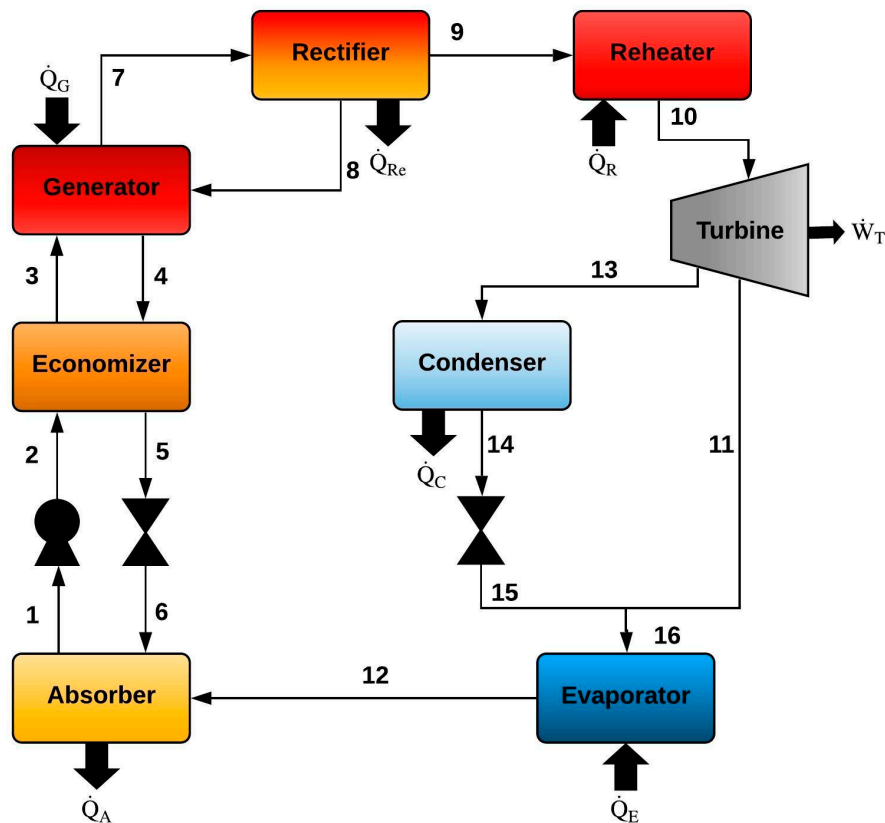 Rectifier
9
Reheater
7
Q̇G
10
8
Q̇Re
Q̇R
Generator
Turbine
ẆT
3
4
13
Economizer
Condenser
2
5
14
11
Q̇C
15
1
6
16
12
Absorber
Evaporator
Q̇A
Q̇E